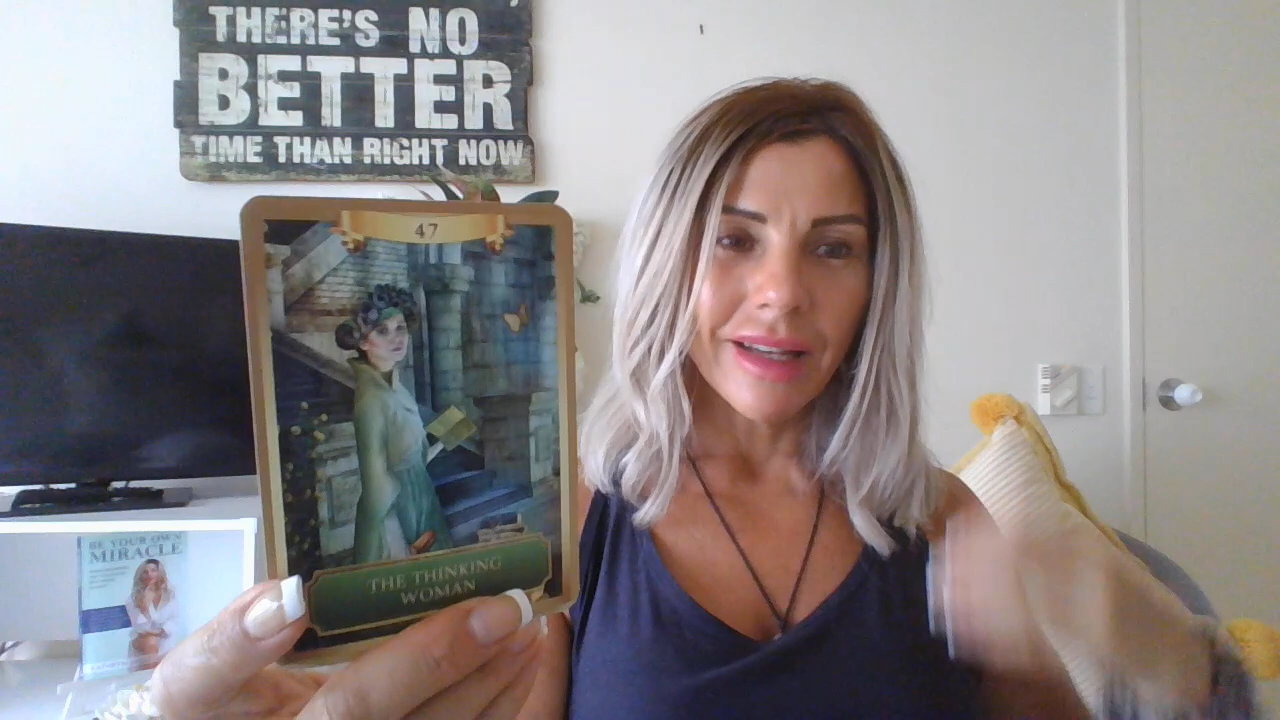 THERE'S NO
BETTER
TIME THAN RIGHT NOW
47
THE THINKING
WOMAN
BE YOUR OWN
MIRACLE